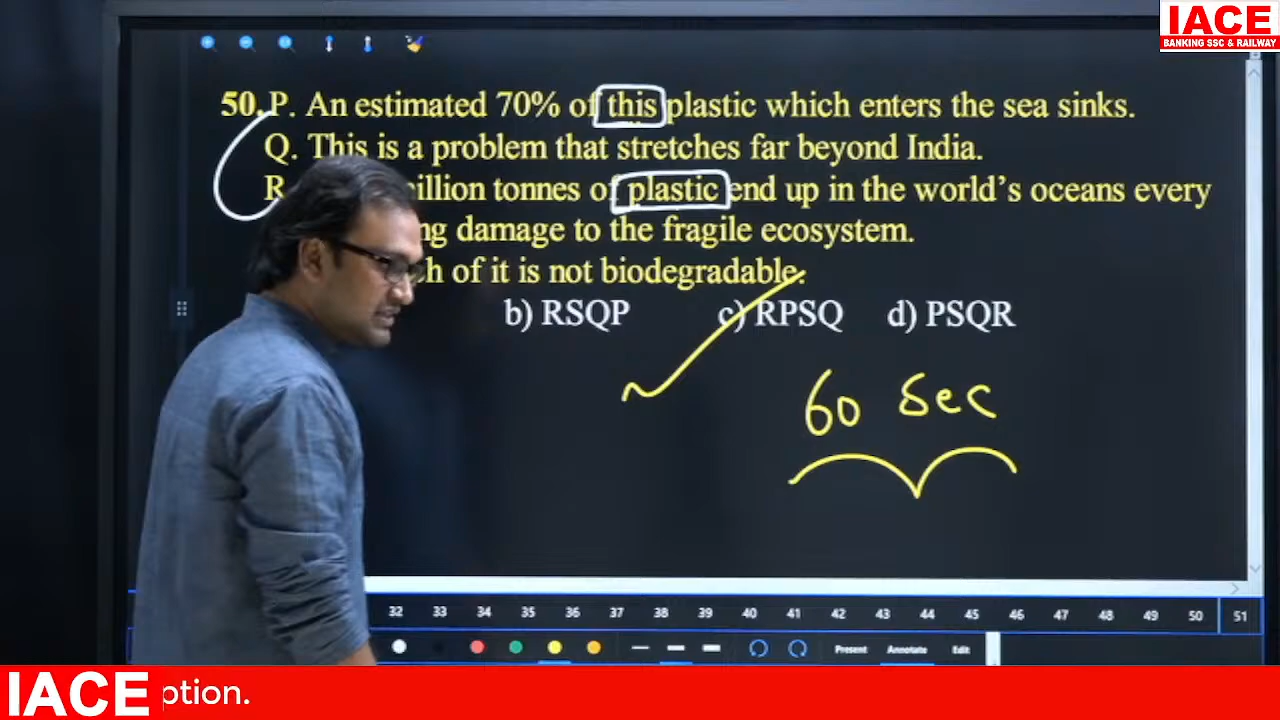 IACE
BANKING SSC & RAILWAY
50. P. An estimated 70% of this plastic which enters the sea sinks.
Q. This is a problem that stretches far beyond India.
R. tonnes of plastic end up in the world's oceans every
damage to the fragile ecosystem.
of it is not biodegradable.
b) RSQP c) RPSQ d) PSQR
60 Sec
32 33 34 35 36 37 38 39 40 41 42 43 44 45 46 47 48 49 50 51
Present Annotate Edit
IACE ption.